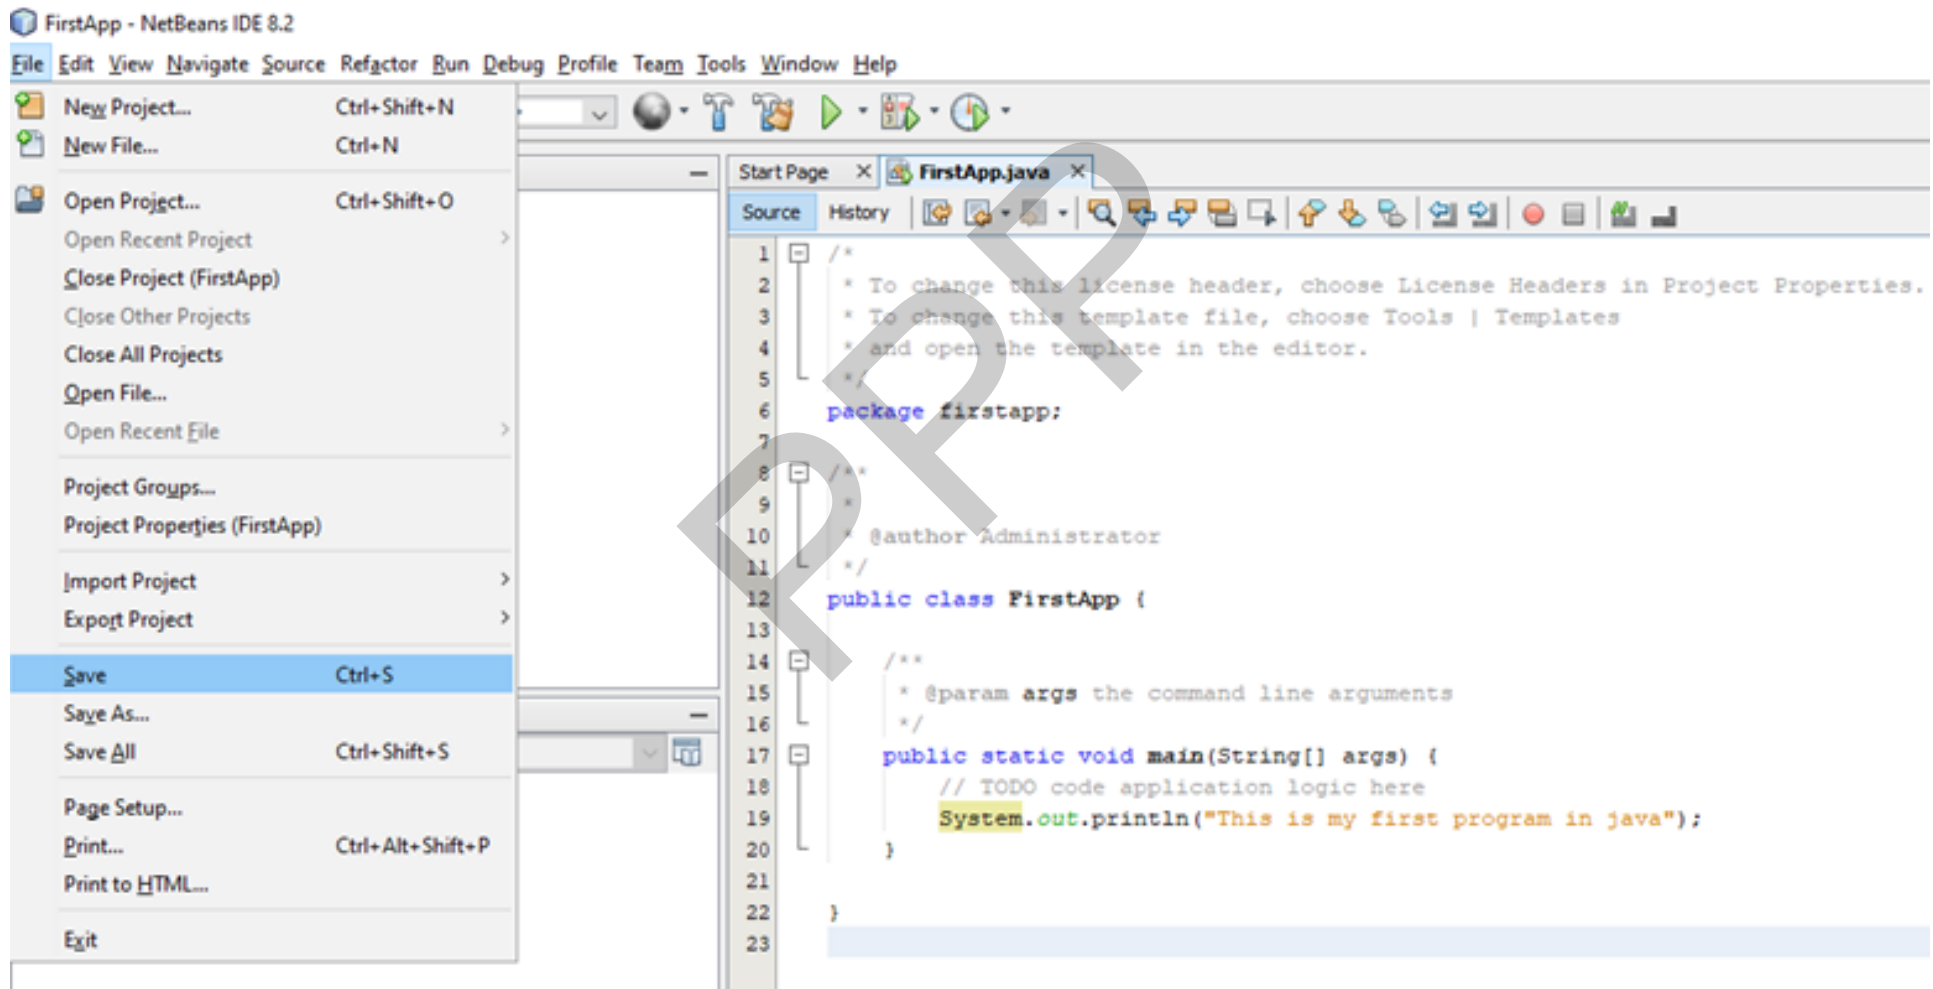 FirstApp - NetBeans IDE 8.2
File Edit View Navigate Source Refactor Run Debug Profile Team Tools Window Help
New Project... Ctrl+Shift+N
New File... Ctrl+N
Open Project... Ctrl+Shift+O
Open Recent Project
Close Project (FirstApp)
Close Other Projects
Close All Projects
Open File...
Open Recent File
Project Groups...
Project Properties (FirstApp)
Import Project
Export Project
Save Ctrl+S
Save As...
Save All Ctrl+Shift+S
Page Setup...
Print... Ctrl+Alt+Shift+P
Print to HTML...
Exit
Start Page FirstApp.java
Source History
1 /*
2 * To change this license header, choose License Headers in Project Properties.
3 * To change this template file, choose Tools | Templates
4 * and open the template in the editor.
5 */
6 package firstapp;
7
8 /**
9 *
10 * @author Administrator
11 */
12 public class FirstApp {
13
14 /**
15 * @param args the command line arguments
16 */
17 public static void main(String[] args) {
18 // TODO code application logic here
19 System.out.println("This is my first program in java");
20 }
21
22 }
23
PPP